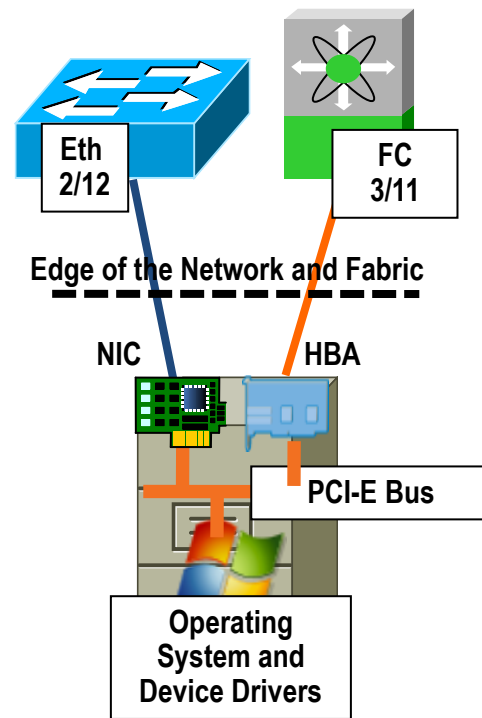 Eth
2/12
FC
3/11
Edge of the Network and Fabric
NIC
HBA
PCI-E Bus
Operating
System and
Device Drivers